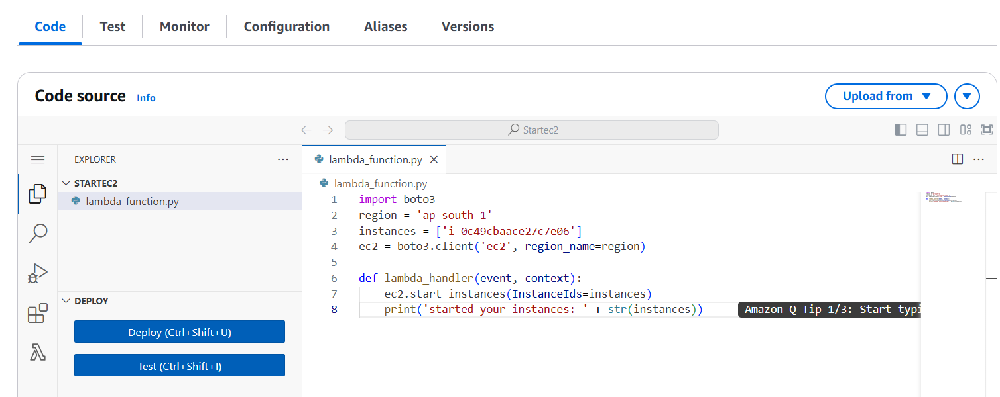 Code Test Monitor Configuration Aliases Versions
Code source Info Upload from
Startec2
EXPLORER
STARTEC2
lambda_function.py
DEPLOY
Deploy (Ctrl+Shift+U)
Test (Ctrl+Shift+I)
lambda_function.py
lambda_function.py
1 import boto3
2 region = 'ap-south-1'
3 instances = ['i-0c49cbaace27c7e06']
4 ec2 = boto3.client('ec2', region_name=region)
5
6 def lambda_handler(event, context):
7 ec2.start_instances(InstanceIds=instances)
8 print('started your instances: ' + str(instances))
Amazon Q Tip 1/3: Start typi